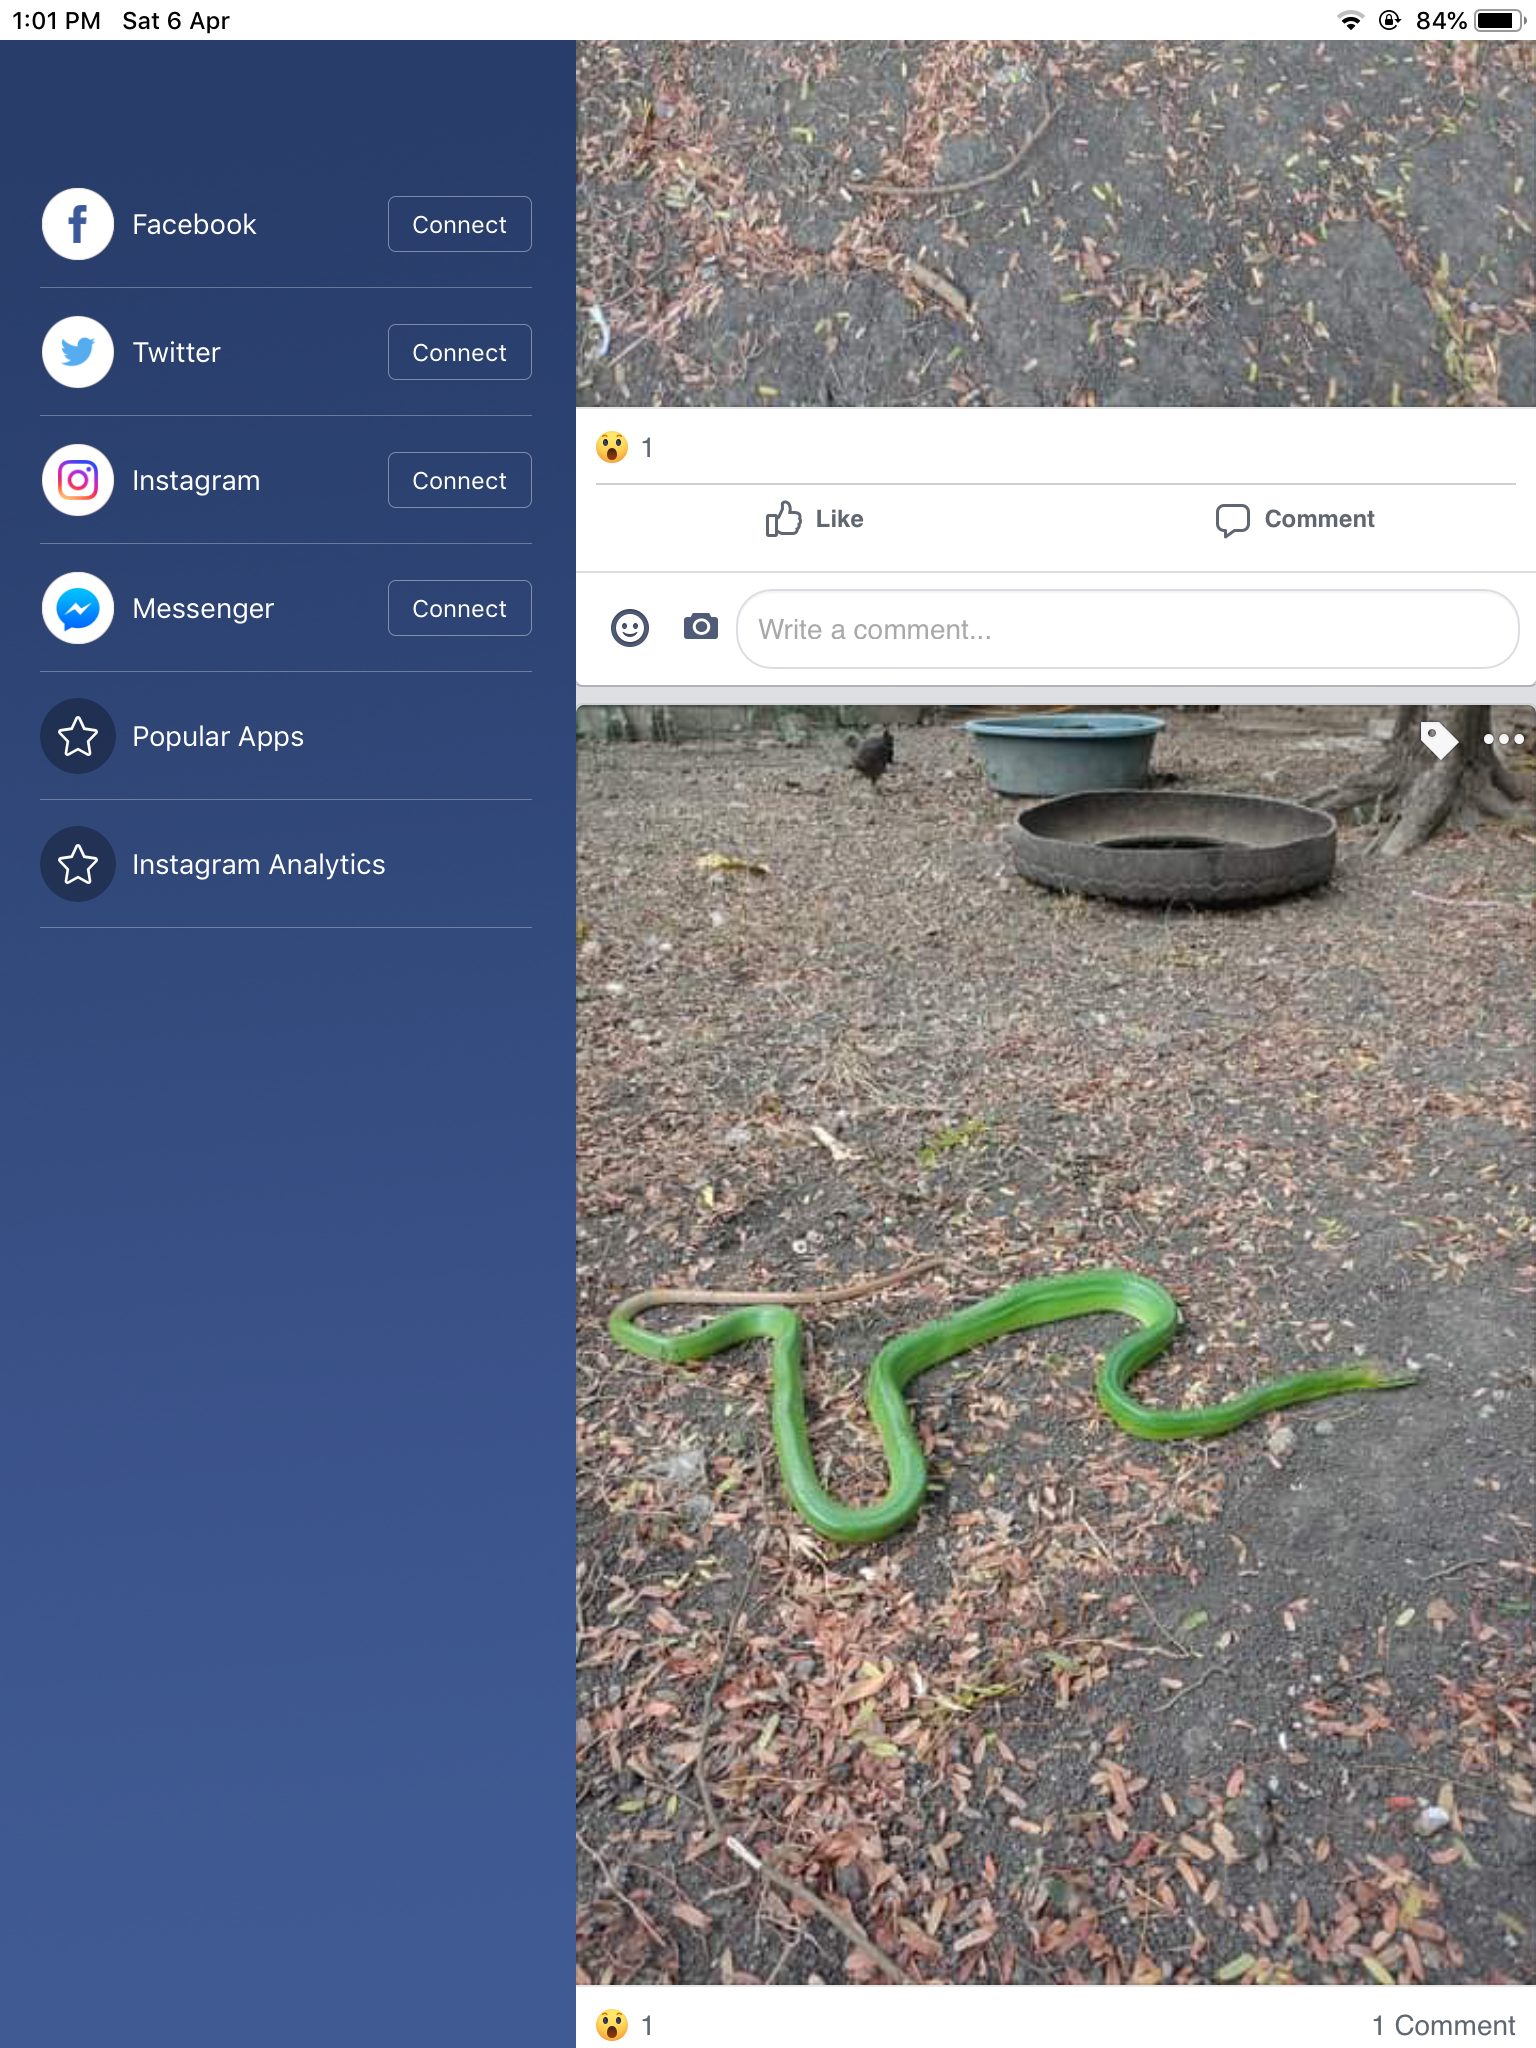 1:01 PM Sat 6 Apr 84%
Facebook Connect
Twitter Connect
Instagram Connect
Messenger Connect
Popular Apps
Instagram Analytics
1
Like Comment
Write a comment...
1 1 Comment